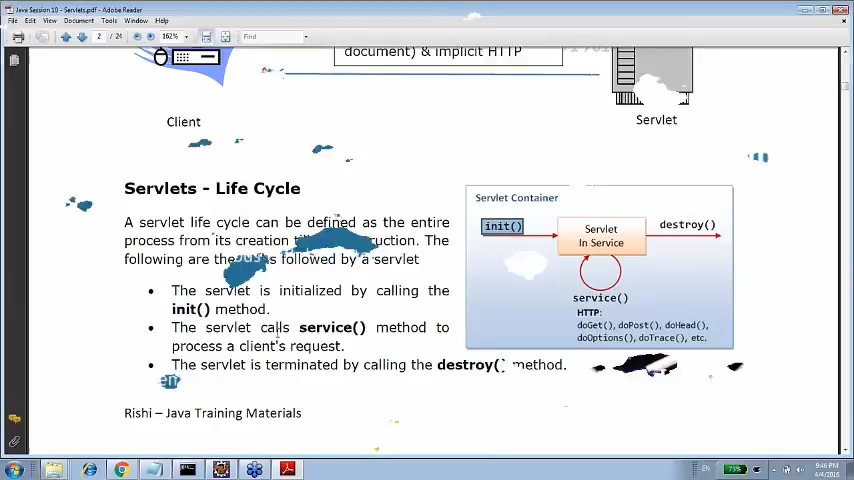 Java Session 10 - Servlets.pdf - Adobe Reader
File Edit View Document Tools Window Help
2 / 24 162% Find
document) & implicit HTTP
Client
Servlet
Servlets - Life Cycle
A servlet life cycle can be defined as the entire
process from its creation
The
following are the followed by a servlet
• The servlet is initialized by calling the
init() method.
• The servlet calls service() method to
process a client's request.
• The servlet is terminated by calling the destroy() method.
Servlet Container
init()
Servlet
In Service
destroy()
service()
HTTP:
doGet(), doPost(), doHead(),
doOptions(), doTrace(), etc.
Rishi – Java Training Materials
EN
73%
9:46 PM
4/4/2016